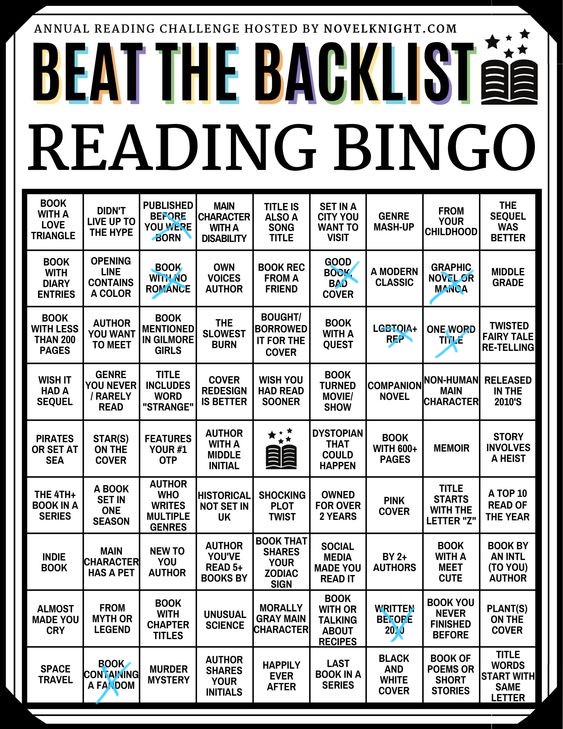 ANNUAL READING CHALLENGE HOSTED BY NOVELKNIGHT.COM
BEAT THE BACKLIST
READING BINGO
BOOK WITH A LOVE TRIANGLE
DIDN'T LIVE UP TO THE HYPE
PUBLISHED BEFORE YOU WERE BORN
MAIN CHARACTER WITH A DISABILITY
TITLE IS ALSO A SONG TITLE
SET IN A CITY YOU WANT TO VISIT
GENRE MASH-UP
FROM YOUR CHILDHOOD
THE SEQUEL WAS BETTER
BOOK WITH DIARY ENTRIES
OPENING LINE CONTAINS A COLOR
BOOK WITH NO ROMANCE
OWN VOICES AUTHOR
BOOK REC FROM A FRIEND
GOOD BOOK, BAD COVER
A MODERN CLASSIC
GRAPHIC NOVEL OR MANGA
MIDDLE GRADE
BOOK WITH LESS THAN 200 PAGES
AUTHOR YOU WANT TO MEET
BOOK MENTIONED IN GILMORE GIRLS
THE SLOWEST BURN
BOUGHT/ BORROWED IT FOR THE COVER
BOOK WITH A QUEST
LGBTQIA+ REP
ONE WORD TITLE
TWISTED FAIRY TALE RE-TELLING
WISH IT HAD A SEQUEL
GENRE YOU NEVER / RARELY READ
TITLE INCLUDES WORD "STRANGE"
COVER REDESIGN IS BETTER
WISH YOU HAD READ SOONER
BOOK TURNED MOVIE/ SHOW
COMPANION NOVEL
NON-HUMAN MAIN CHARACTER
RELEASED IN THE 2010'S
PIRATES OR SET AT SEA
STAR(S) ON THE COVER
FEATURES YOUR #1 OTP
AUTHOR WITH A MIDDLE INITIAL
DYSTOPIAN THAT COULD HAPPEN
BOOK WITH 600+ PAGES
MEMOIR
STORY INVOLVES A HEIST
THE 4TH+ BOOK IN A SERIES
A BOOK SET IN ONE SEASON
AUTHOR WHO WRITES MULTIPLE GENRES
HISTORICAL NOT SET IN UK
SHOCKING PLOT TWIST
OWNED FOR OVER 2 YEARS
PINK COVER
TITLE STARTS WITH THE LETTER "Z"
A TOP 10 READ OF THE YEAR
INDIE BOOK
MAIN CHARACTER HAS A PET
NEW TO YOU AUTHOR
AUTHOR YOU'VE READ 5+ BOOKS BY
BOOK THAT SHARES YOUR ZODIAC SIGN
SOCIAL MEDIA MADE YOU READ IT
BY 2+ AUTHORS
BOOK WITH A MEET CUTE
BOOK BY AN INTL (TO YOU) AUTHOR
ALMOST MADE YOU CRY
FROM MYTH OR LEGEND
BOOK WITH CHAPTER TITLES
UNUSUAL SCIENCE
MORALLY GRAY MAIN CHARACTER
BOOK WITH OR TALKING ABOUT RECIPES
WRITTEN BEFORE 2010
BOOK YOU NEVER FINISHED BEFORE
PLANT(S) ON THE COVER
SPACE TRAVEL
BOOK CONTAINING A FANDOM
MURDER MYSTERY
AUTHOR SHARES YOUR INITIALS
HAPPILY EVER AFTER
LAST BOOK IN A SERIES
BLACK AND WHITE COVER
BOOK OF POEMS OR SHORT STORIES
TITLE WORDS START WITH SAME LETTER